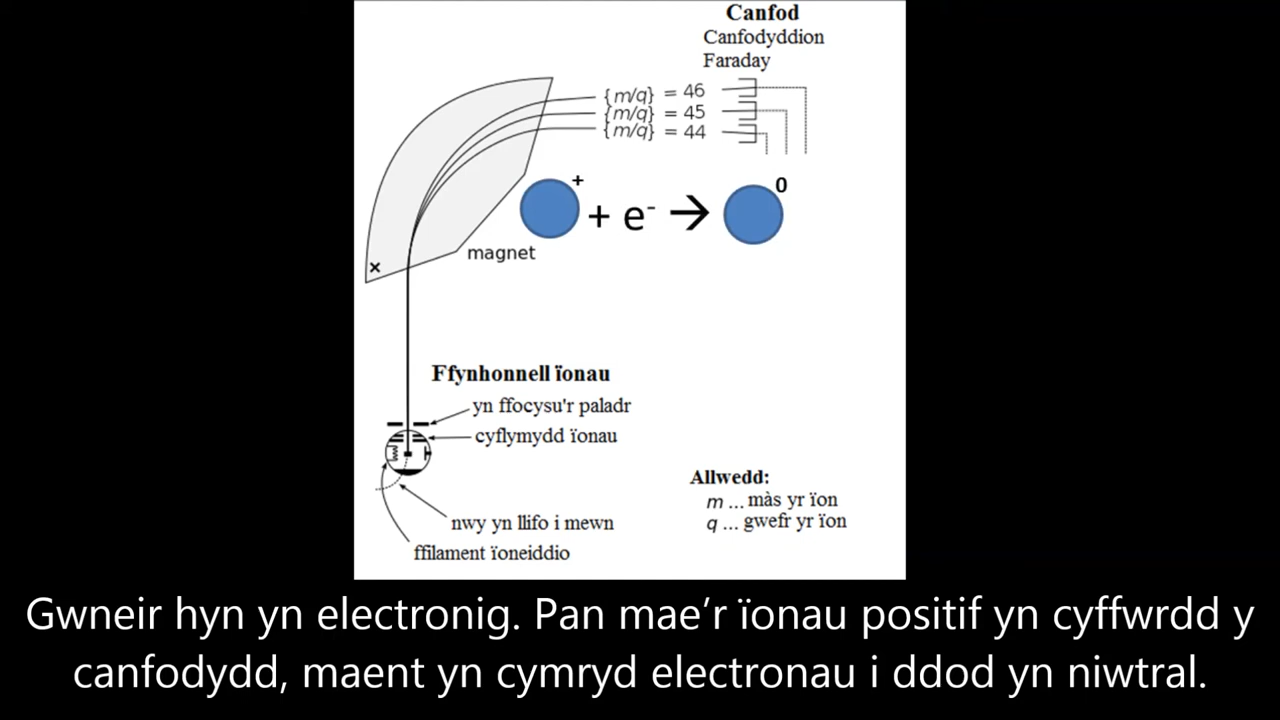 Canfod
Canfodyddion
Faraday
{m/q} = 46
{m/q} = 45
{m/q} = 44
+ 0
+ e⁻ →
magnet
×
Ffynhonnell ïonau
yn ffocysu'r paladr
cyflymydd ïonau
Allwedd:
m ... màs yr ïon
q ... gwefr yr ïon
nwy yn llifo i mewn
ffilament ïoneiddio
Gwneir hyn yn electronig. Pan mae’r ïonau positif yn cyffwrdd y
canfodydd, maent yn cymryd electronau i ddod yn niwtral.